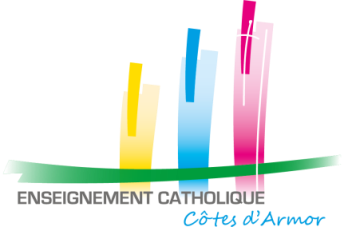 ENSEIGNEMENT CATHOLIQUE
Côtes d'Armor